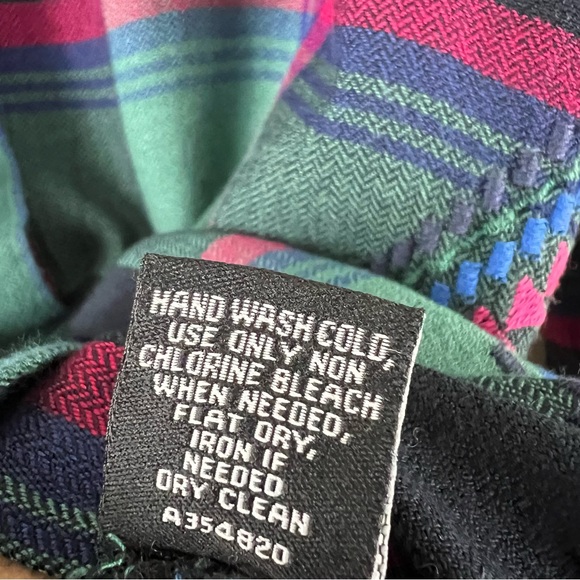 HAND WASH COLD,
USE ONLY NON
CHLORINE BLEACH
WHEN NEEDED,
FLAT DRY,
IRON IF
NEEDED
DRY CLEAN
A354820